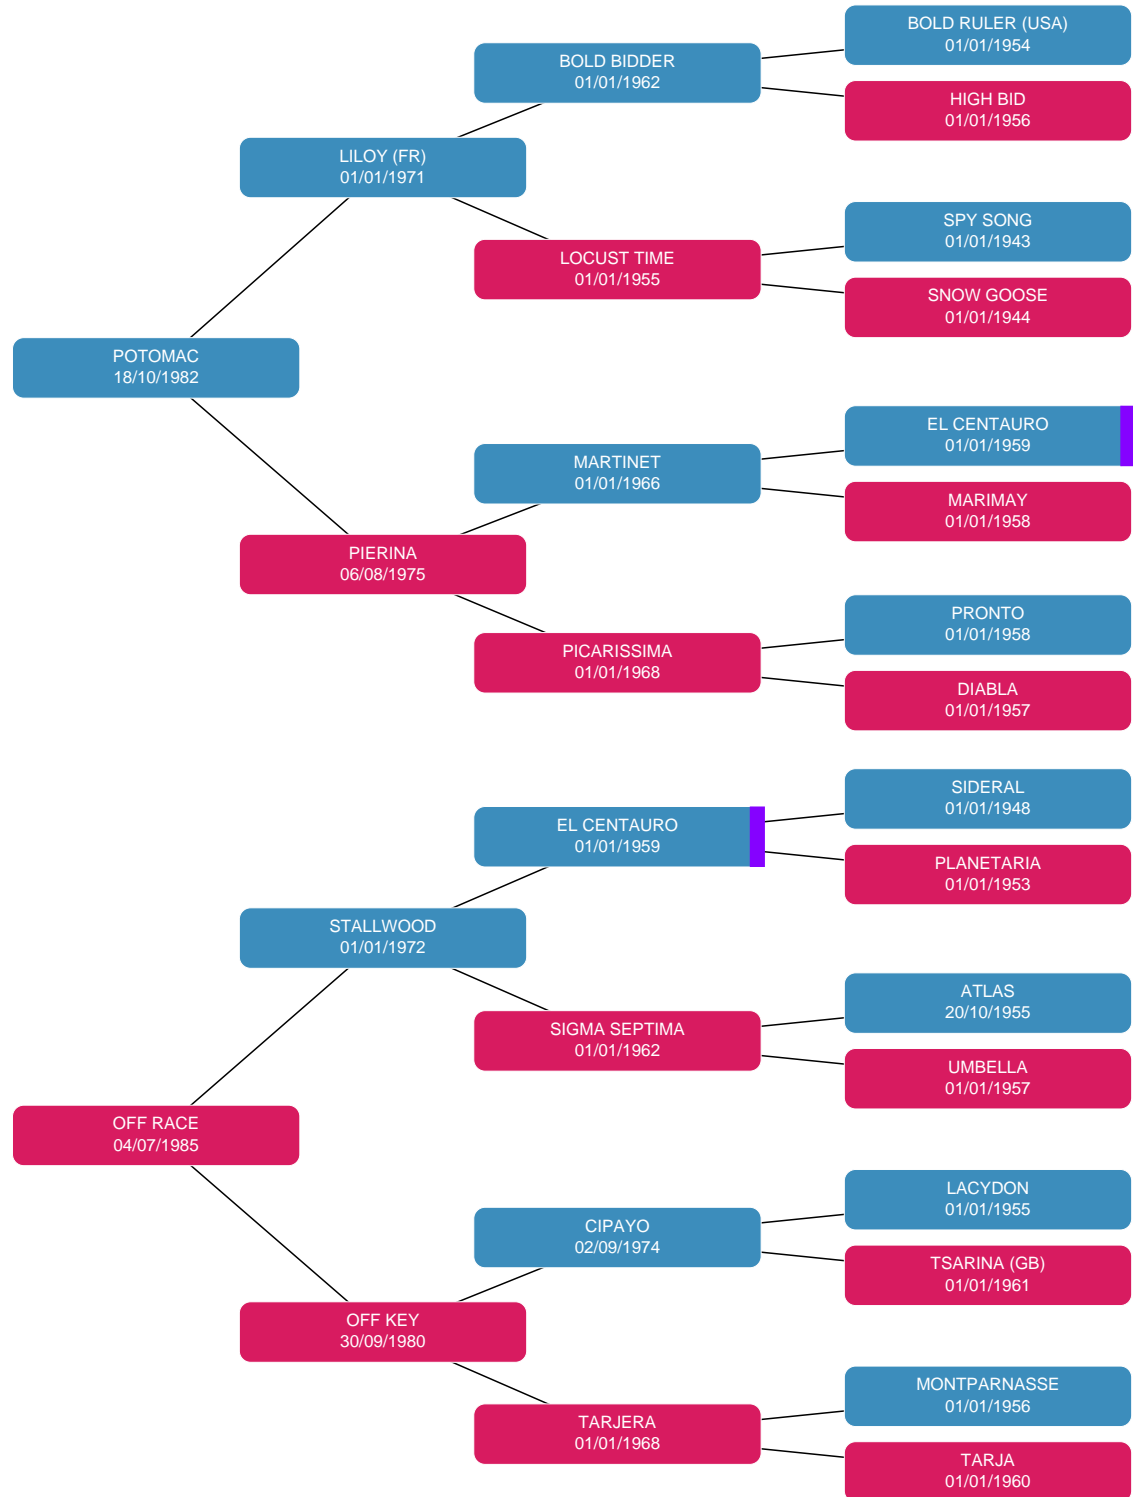 BOLD RULER (USA)
01/01/1954
BOLD BIDDER
01/01/1962
HIGH BID
01/01/1956
LILOY (FR)
01/01/1971
SPY SONG
01/01/1943
LOCUST TIME
01/01/1955
SNOW GOOSE
01/01/1944
POTOMAC
18/10/1982
EL CENTAURO
01/01/1959
MARTINET
01/01/1966
MARIMAY
01/01/1958
PIERINA
06/08/1975
PRONTO
01/01/1958
PICARISSIMA
01/01/1968
DIABLA
01/01/1957
SIDERAL
01/01/1948
EL CENTAURO
01/01/1959
PLANETARIA
01/01/1953
STALLWOOD
01/01/1972
ATLAS
20/10/1955
SIGMA SEPTIMA
01/01/1962
UMBELLA
01/01/1957
OFF RACE
04/07/1985
LACYDON
01/01/1955
CIPAYO
02/09/1974
TSARINA (GB)
01/01/1961
OFF KEY
30/09/1980
MONTPARNASSE
01/01/1956
TARJERA
01/01/1968
TARJA
01/01/1960